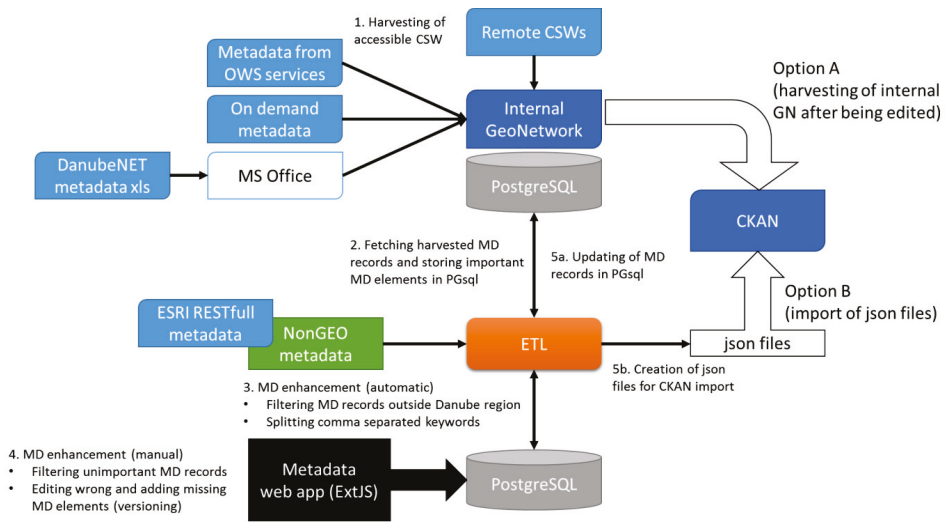 1. Harvesting of
accessible CSW
Remote CSWs
Metadata from
OWS services
On demand
metadata
DanubeNET
metadata xls
MS Office
Internal
GeoNetwork
PostgreSQL
Option A
(harvesting of internal
GN after being edited)
CKAN
2. Fetching harvested MD
records and storing important
MD elements in PGsql
5a. Updating of MD
records in PGsql
Option B
(import of json files)
ESRI RESTfull
metadata
NonGEO
metadata
ETL
json files
5b. Creation of json
files for CKAN import
3. MD enhancement (automatic)
• Filtering MD records outside Danube region
• Splitting comma separated keywords
4. MD enhancement (manual)
• Filtering unimportant MD records
• Editing wrong and adding missing
MD elements (versioning)
Metadata
web app (ExtJS)
PostgreSQL